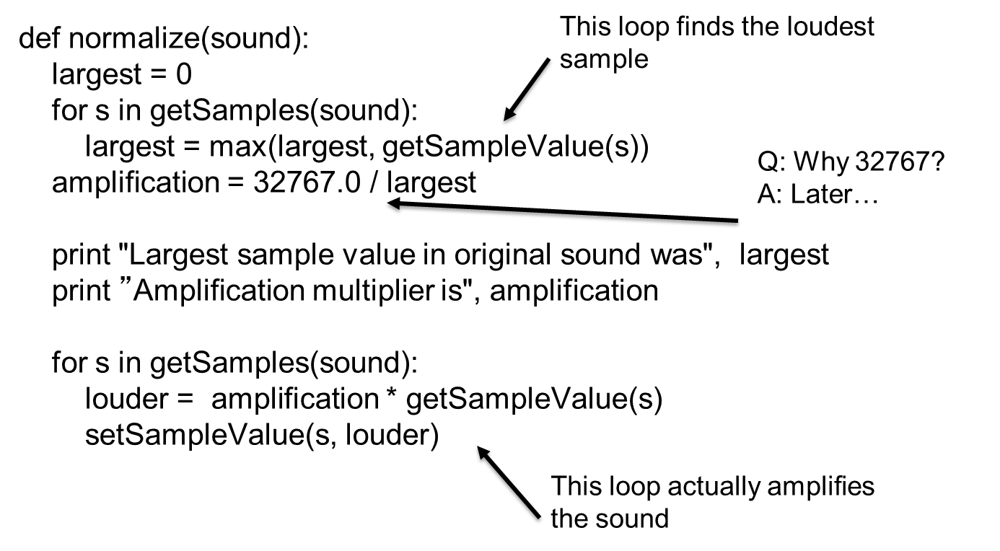 def normalize(sound):
largest = 0
for s in getSamples(sound):
largest = max(largest, getSampleValue(s))
amplification = 32767.0 / largest
This loop finds the loudest
sample
Q: Why 32767?
A: Later…
print "Largest sample value in original sound was",  largest
print ”Amplification multiplier is", amplification
for s in getSamples(sound):
louder =  amplification * getSampleValue(s)
setSampleValue(s, louder)
This loop actually amplifies
the sound